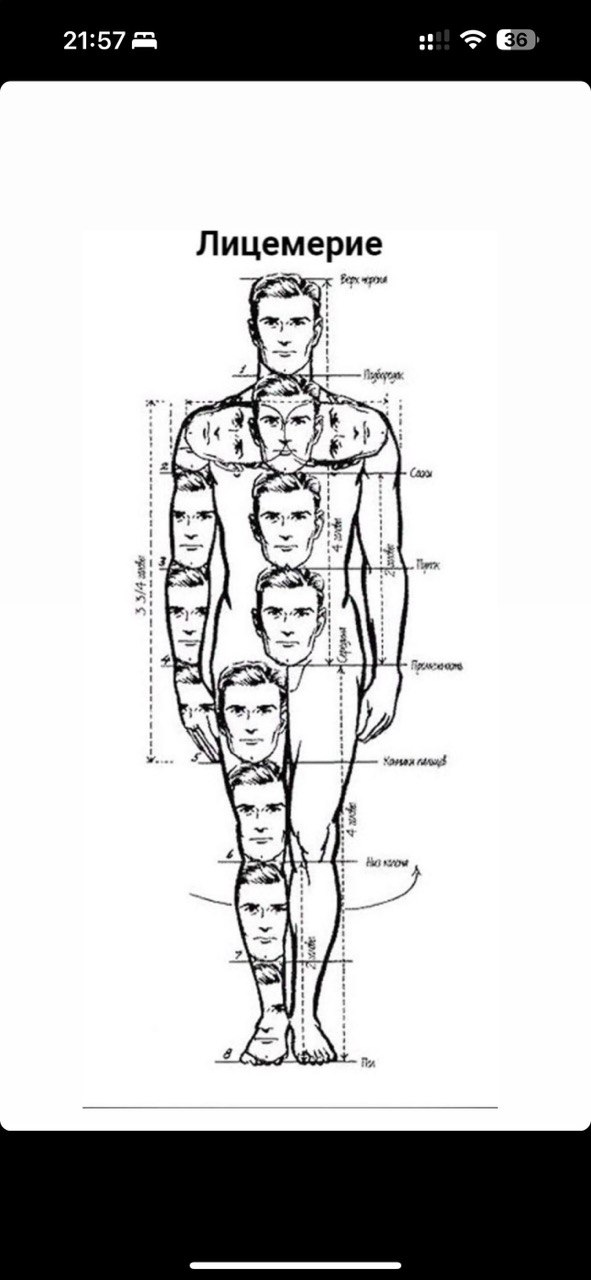 21:57
36
Лицемерие
Верх черепа
1
Подбородок
2
Соски
4 головы
2 головы
3
Пупок
3 3/4 головы
Середина
4
Промежность
5
Кончики пальцев
4 головы
6
Низ колена
7
2 головы
8
Пол